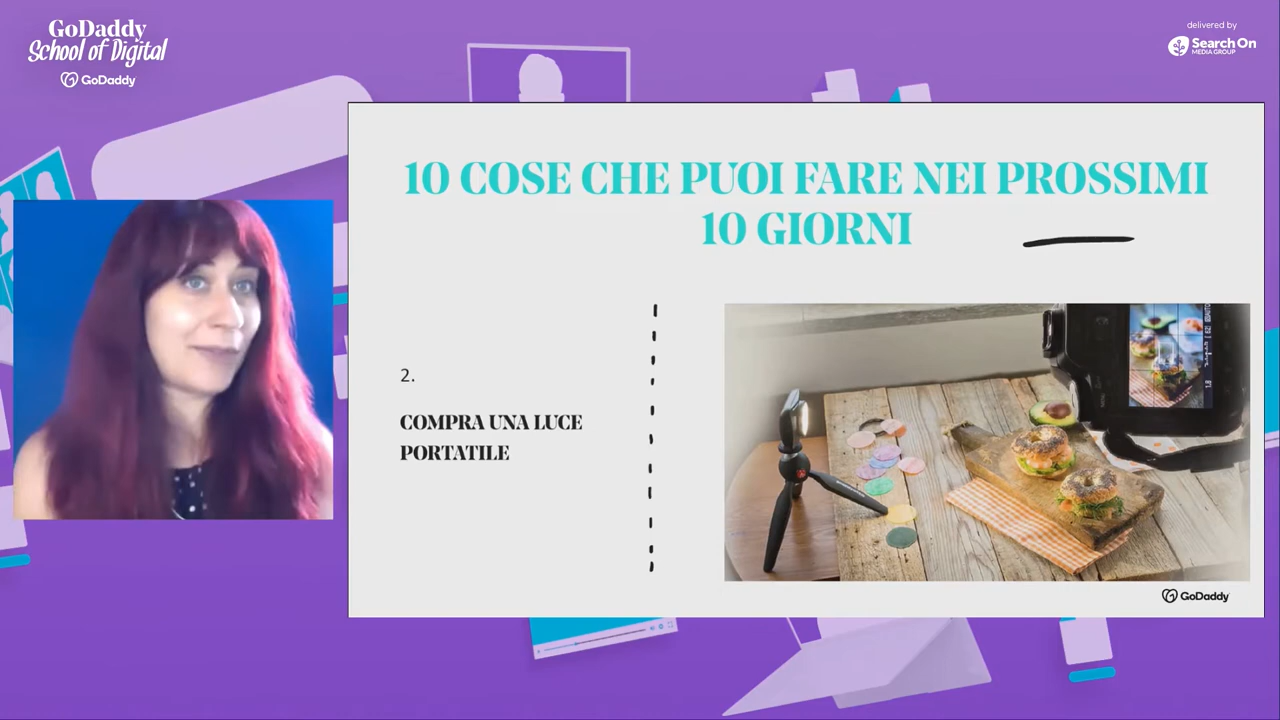 GoDaddy
School of Digital
GoDaddy
delivered by
Search On
MEDIA GROUP
10 COSE CHE PUOI FARE NEI PROSSIMI
10 GIORNI
2.
COMPRA UNA LUCE
PORTATILE
GoDaddy